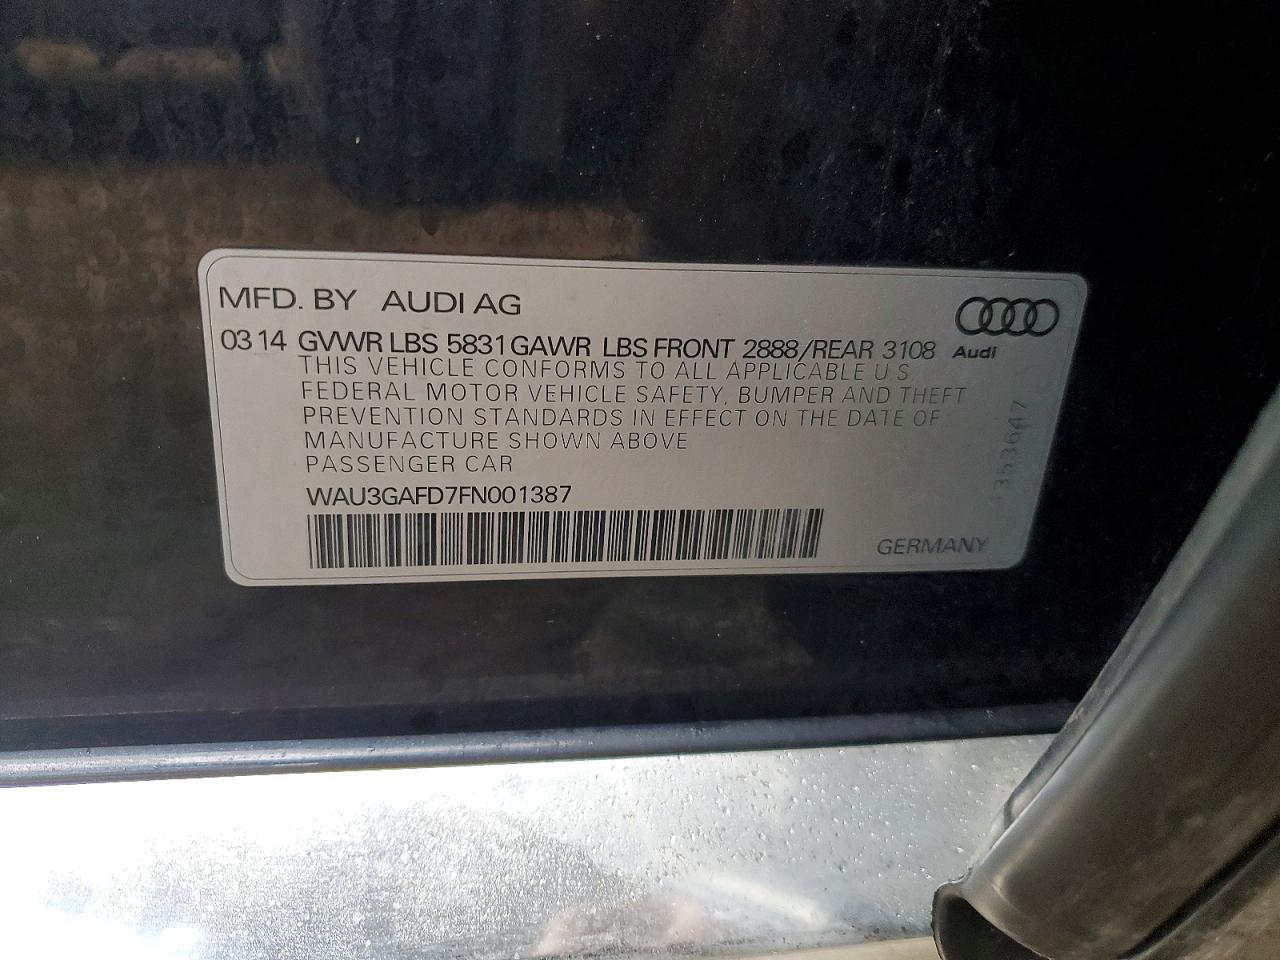 MFD. BY AUDI AG
03 14 GVWR LBS 5831 GAWR LBS FRONT 2888/REAR 3108
Audi
THIS VEHICLE CONFORMS TO ALL APPLICABLE U S
FEDERAL MOTOR VEHICLE SAFETY, BUMPER AND THEFT
PREVENTION STANDARDS IN EFFECT ON THE DATE OF
MANUFACTURE SHOWN ABOVE
PASSENGER CAR
WAU3GAFD7FN001387
GERMANY